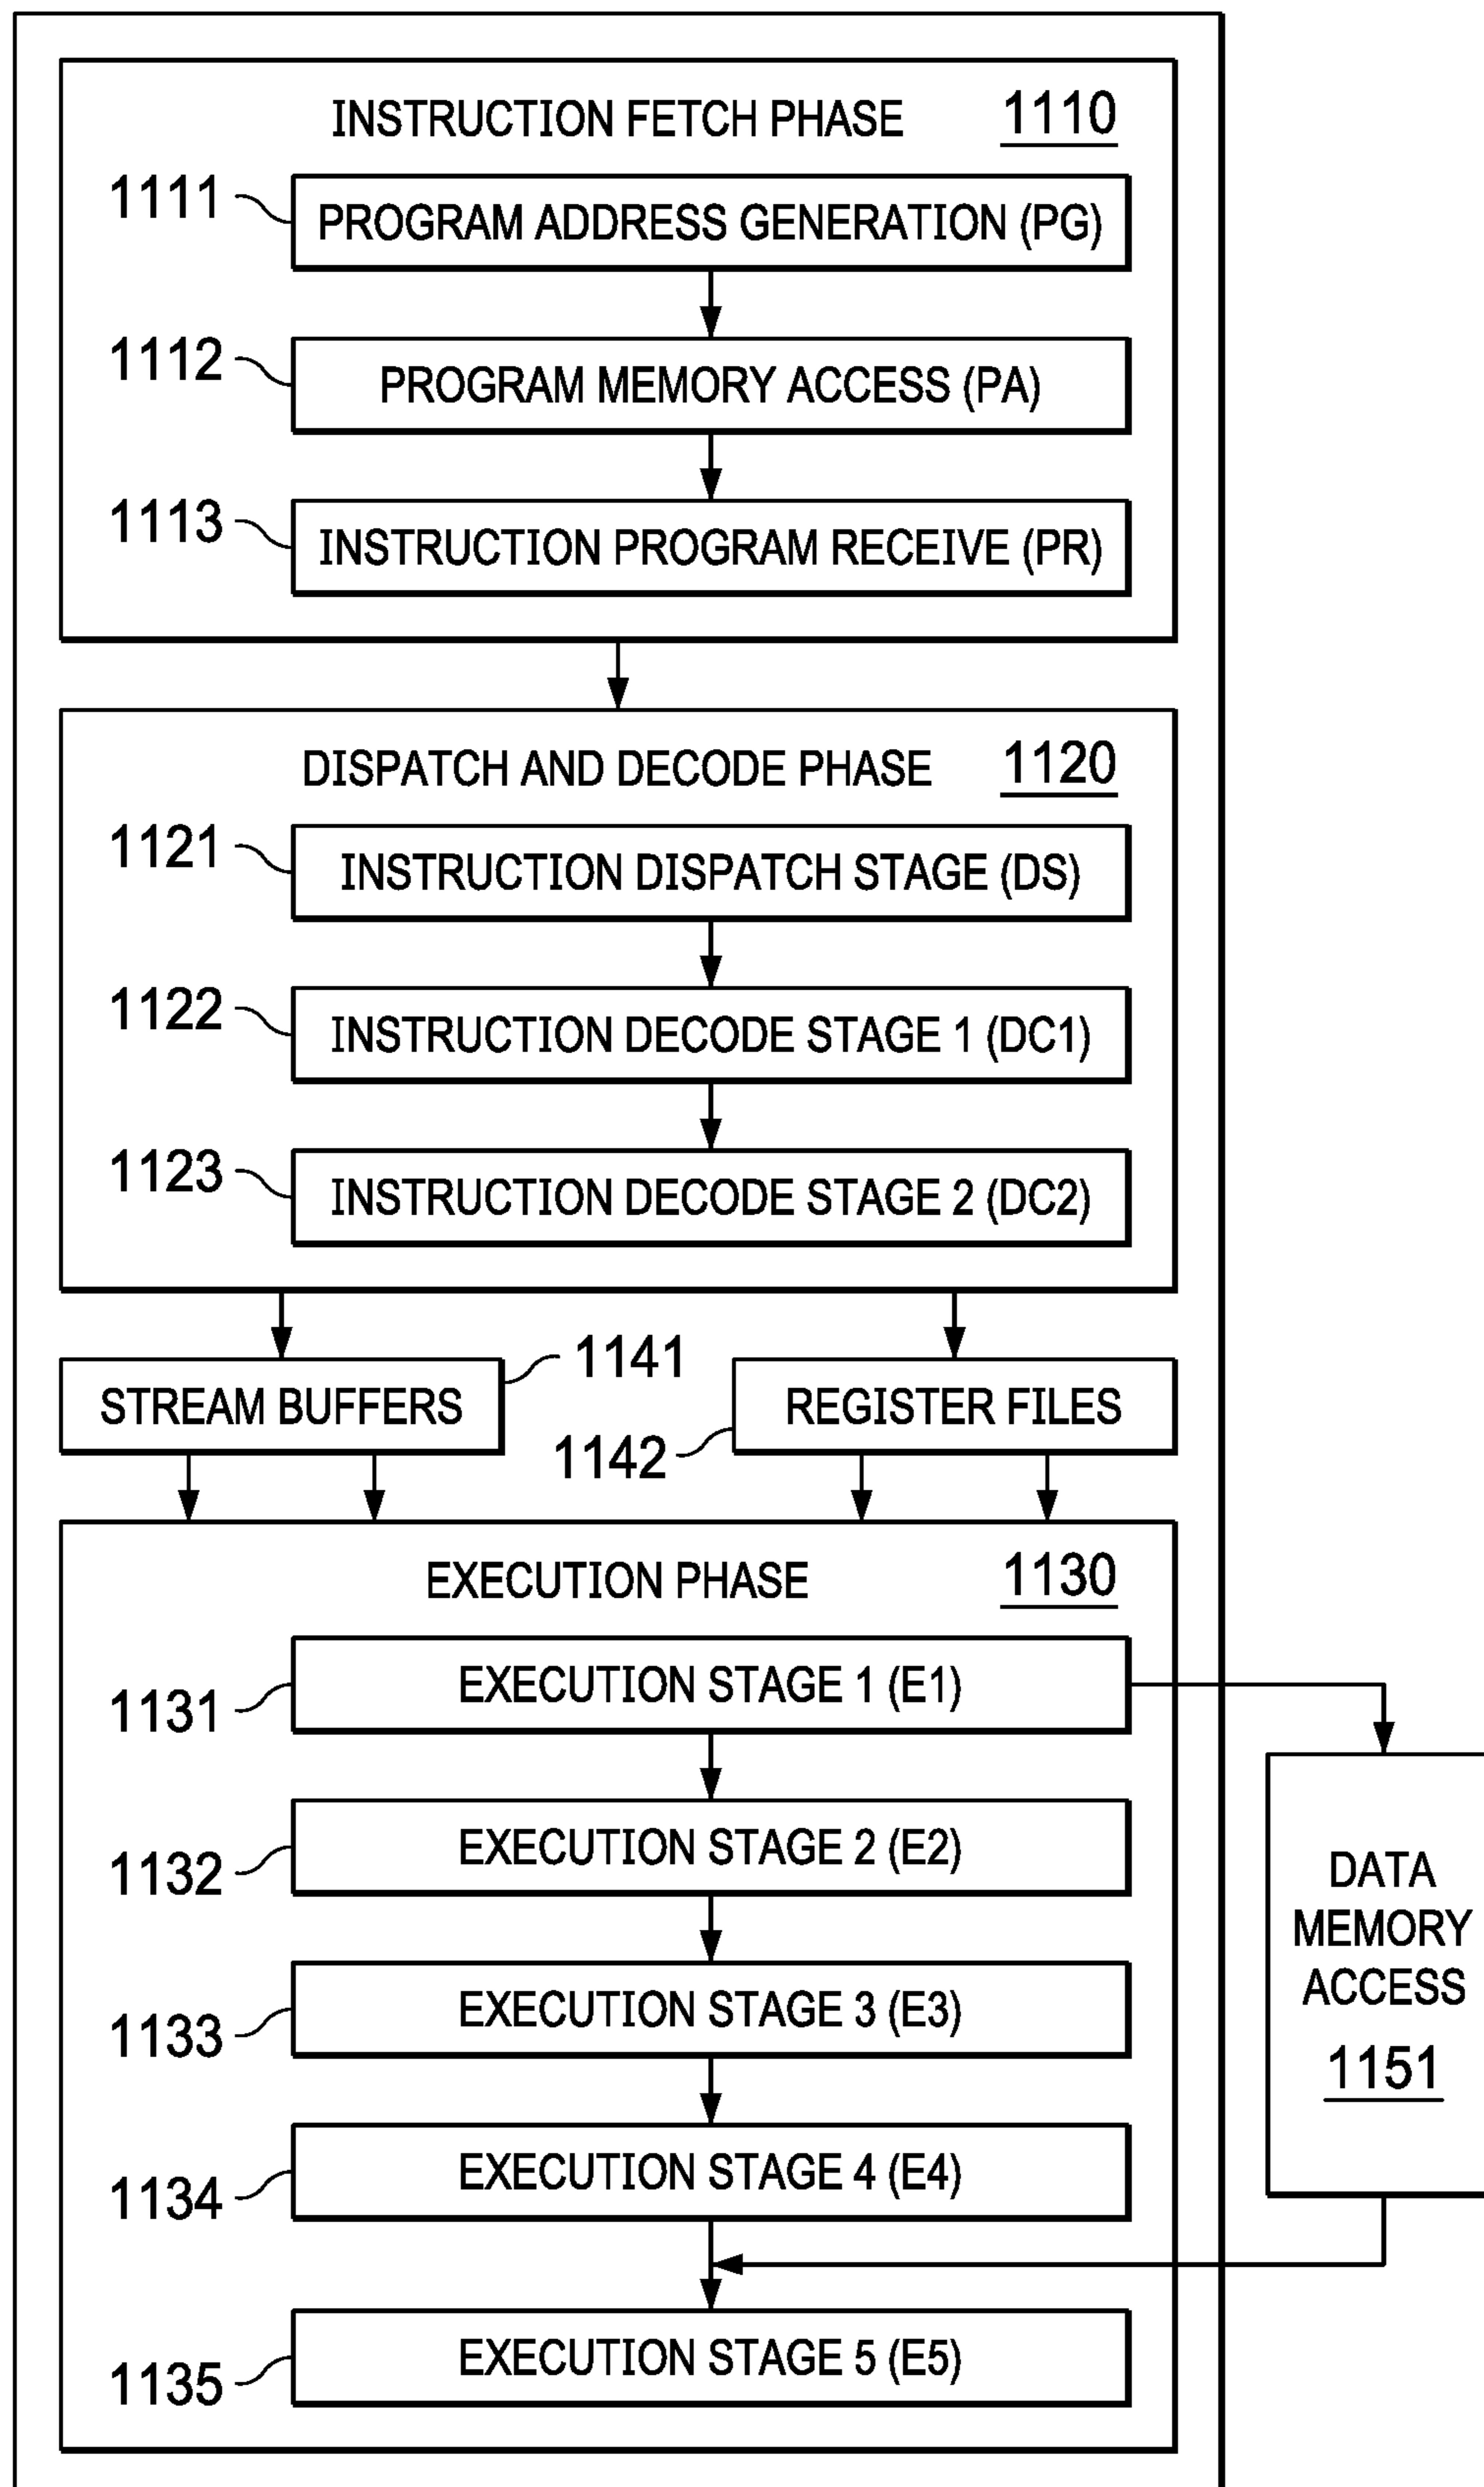 INSTRUCTION FETCH PHASE 1110
1111 PROGRAM ADDRESS GENERATION (PG)
1112 PROGRAM MEMORY ACCESS (PA)
1113 INSTRUCTION PROGRAM RECEIVE (PR)
DISPATCH AND DECODE PHASE 1120
1121 INSTRUCTION DISPATCH STAGE (DS)
1122 INSTRUCTION DECODE STAGE 1 (DC1)
1123 INSTRUCTION DECODE STAGE 2 (DC2)
STREAM BUFFERS 1141
1142 REGISTER FILES
EXECUTION PHASE 1130
1131 EXECUTION STAGE 1 (E1)
1132 EXECUTION STAGE 2 (E2)
1133 EXECUTION STAGE 3 (E3)
1134 EXECUTION STAGE 4 (E4)
1135 EXECUTION STAGE 5 (E5)
DATA
MEMORY
ACCESS
1151